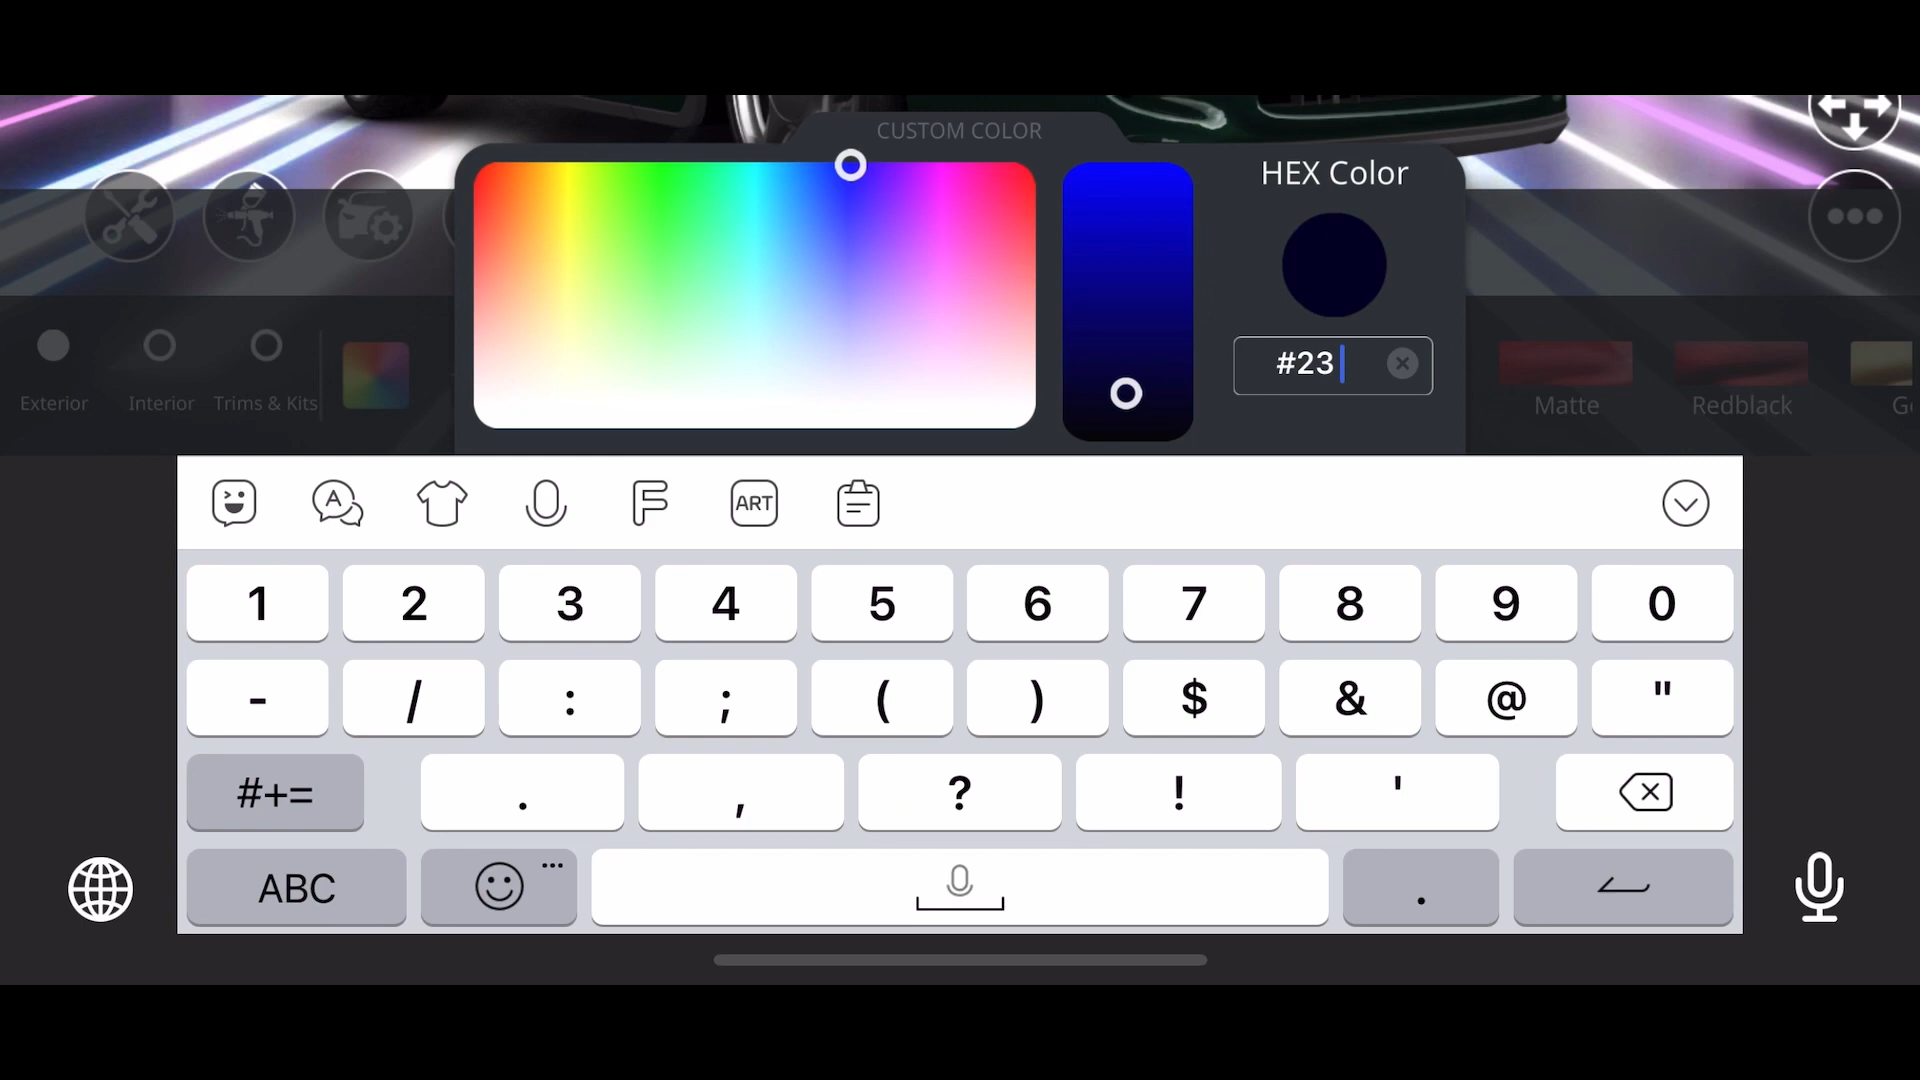 CUSTOM COLOR
HEX Color
#23
Exterior
Interior
Trims & Kits
Matte
Redblack
A
F
ART
1 2 3 4 5 6 7 8 9 0
- / : ; ( ) $ & @ "
#+= . , ? ! '
ABC .